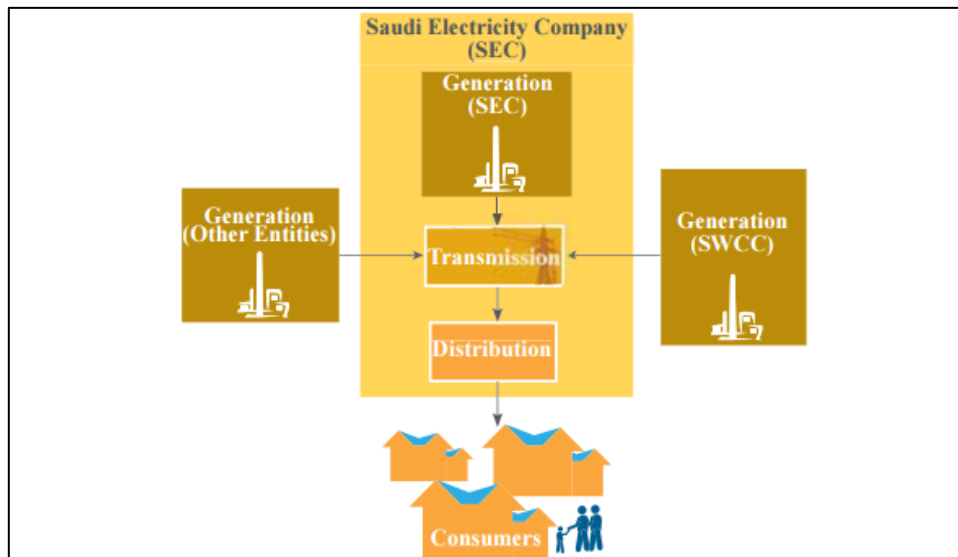 Saudi Electricity Company
(SEC)
Generation
(SEC)
Generation
(Other Entities)
Generation
(SWCC)
Transmission
Distribution
Consumers